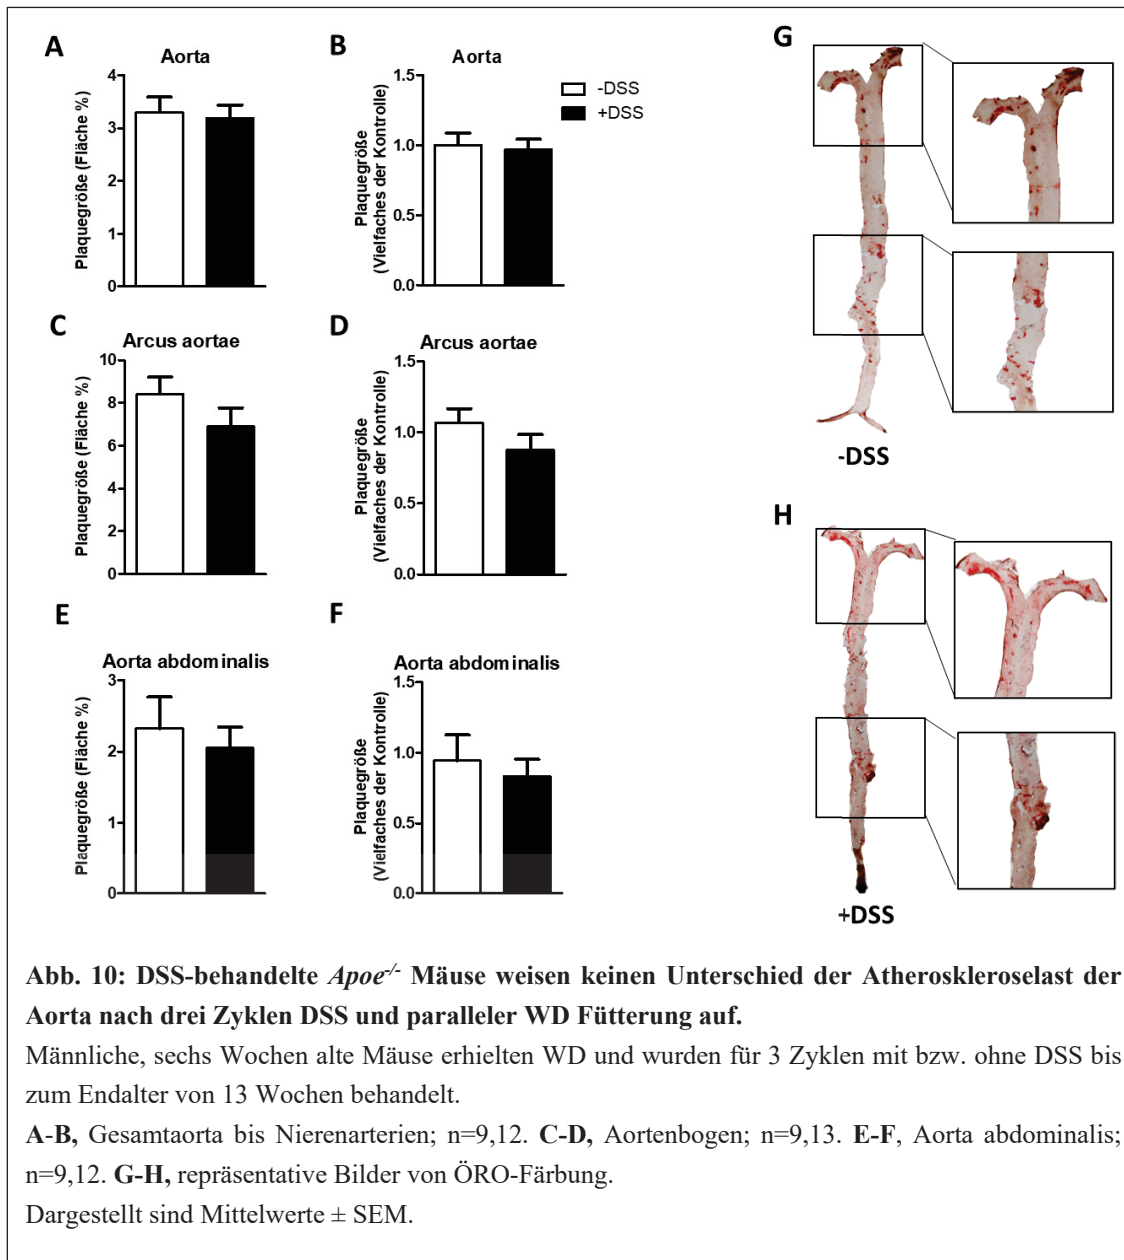 A
Aorta
Plaquegröße (Fläche %)
4
3
2
1
0
B
Aorta
Plaquegröße
(Vielfaches der Kontrolle)
1.5
1.0
0.5
0.0
-DSS
+DSS
C
Arcus aortae
Plaquegröße (Fläche %)
10
8
6
4
2
0
D
Arcus aortae
Plaquegröße
(Vielfaches der Kontrolle)
1.5
1.0
0.5
0.0
E
Aorta abdominalis
Plaquegröße (Fläche %)
3
2
1
0
F
Aorta abdominalis
Plaquegröße
(Vielfaches der Kontrolle)
1.5
1.0
0.5
0.0
G
-DSS
H
+DSS
Abb. 10: DSS-behandelte Apoe-/- Mäuse weisen keinen Unterschied der Atheroskleroselast der
Aorta nach drei Zyklen DSS und paralleler WD Fütterung auf.
Männliche, sechs Wochen alte Mäuse erhielten WD und wurden für 3 Zyklen mit bzw. ohne DSS bis
zum Endalter von 13 Wochen behandelt.
A-B, Gesamtaorta bis Nierenarterien; n=9,12. C-D, Aortenbogen; n=9,13. E-F, Aorta abdominalis;
n=9,12. G-H, repräsentative Bilder von ÖRO-Färbung.
Dargestellt sind Mittelwerte ± SEM.